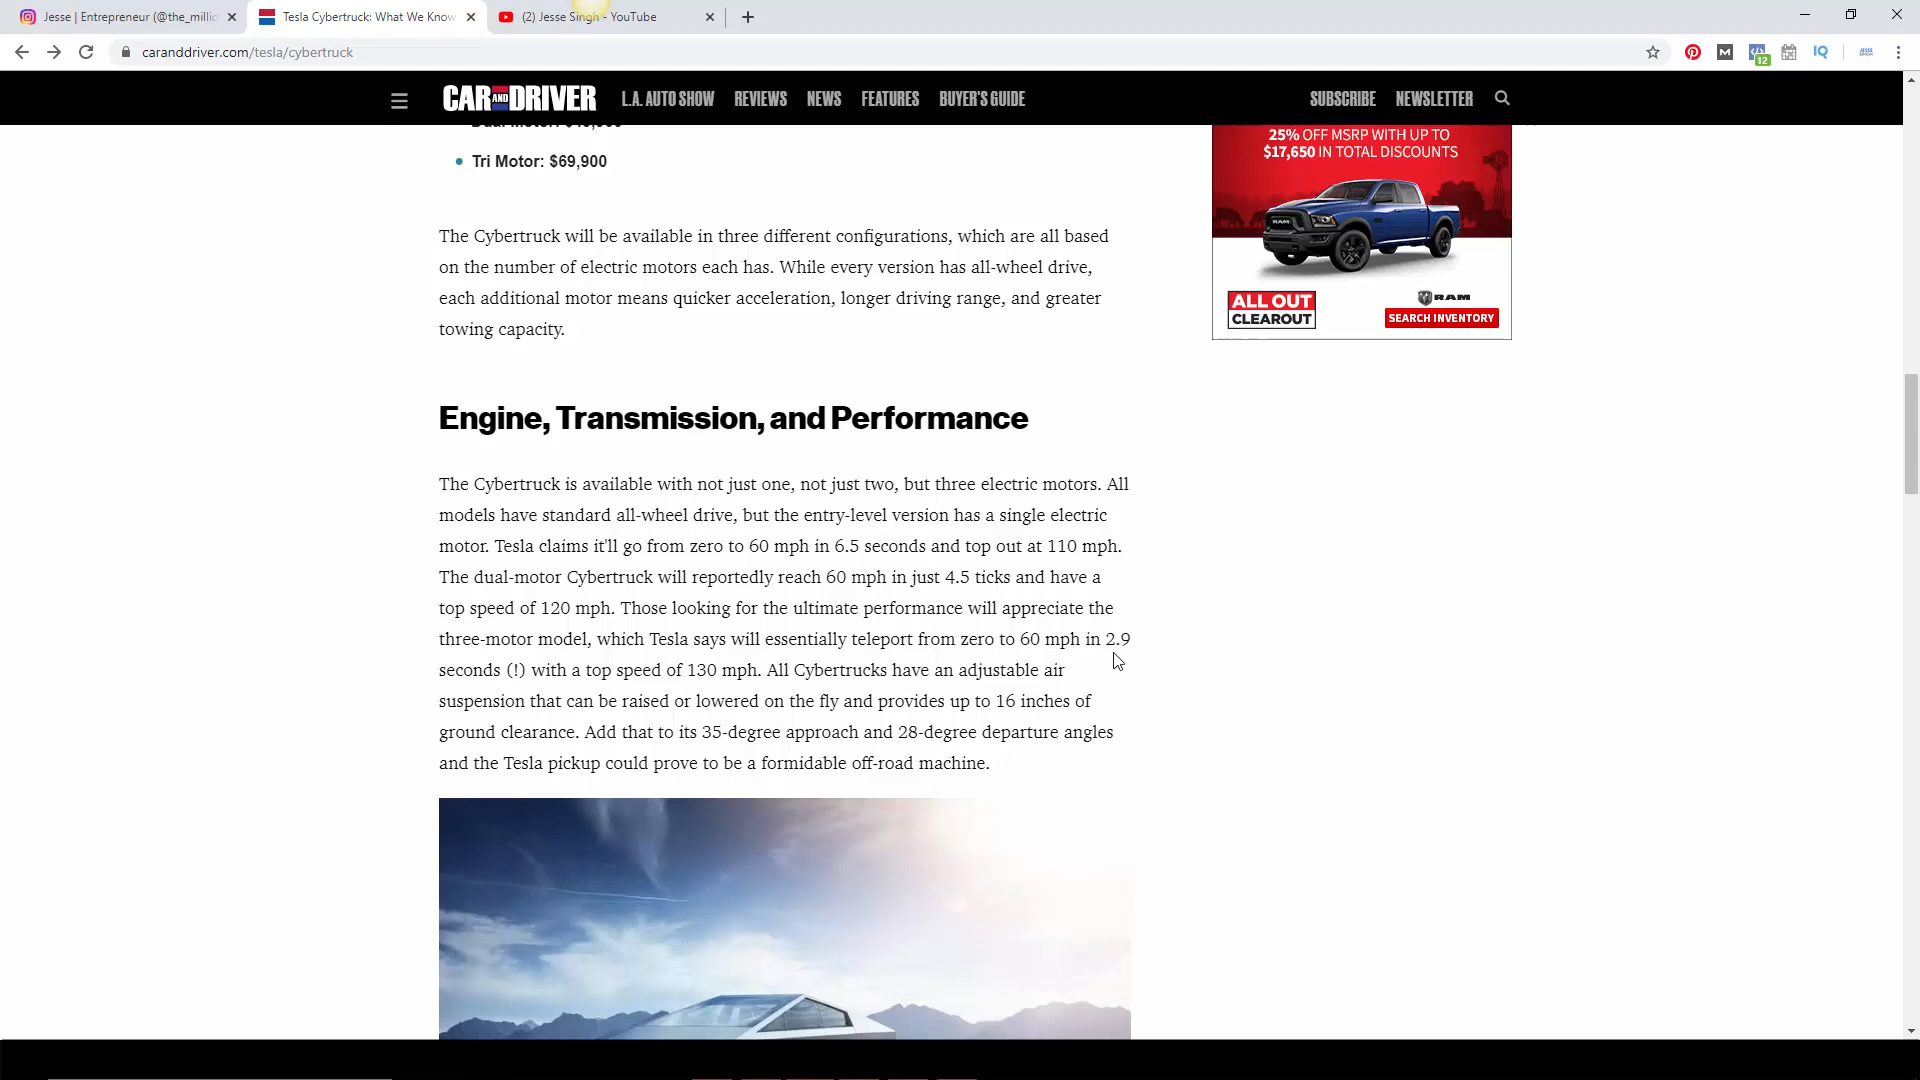 Jesse | Entrepreneur (@the_millio
Tesla Cybertruck: What We Know
(2) Jesse Singh - YouTube
caranddriver.com/tesla/cybertruck
12
CAR AND DRIVER
L.A. AUTO SHOW
REVIEWS
NEWS
FEATURES
BUYER'S GUIDE
SUBSCRIBE
NEWSLETTER
Tri Motor: $69,900
25% OFF MSRP WITH UP TO
$17,650 IN TOTAL DISCOUNTS
RAM
ALL OUT
CLEAROUT
RAM
SEARCH INVENTORY
The Cybertruck will be available in three different configurations, which are all based
on the number of electric motors each has. While every version has all-wheel drive,
each additional motor means quicker acceleration, longer driving range, and greater
towing capacity.
Engine, Transmission, and Performance
The Cybertruck is available with not just one, not just two, but three electric motors. All
models have standard all-wheel drive, but the entry-level version has a single electric
motor. Tesla claims it'll go from zero to 60 mph in 6.5 seconds and top out at 110 mph.
The dual-motor Cybertruck will reportedly reach 60 mph in just 4.5 ticks and have a
top speed of 120 mph. Those looking for the ultimate performance will appreciate the
three-motor model, which Tesla says will essentially teleport from zero to 60 mph in 2.9
seconds (!) with a top speed of 130 mph. All Cybertrucks have an adjustable air
suspension that can be raised or lowered on the fly and provides up to 16 inches of
ground clearance. Add that to its 35-degree approach and 28-degree departure angles
and the Tesla pickup could prove to be a formidable off-road machine.